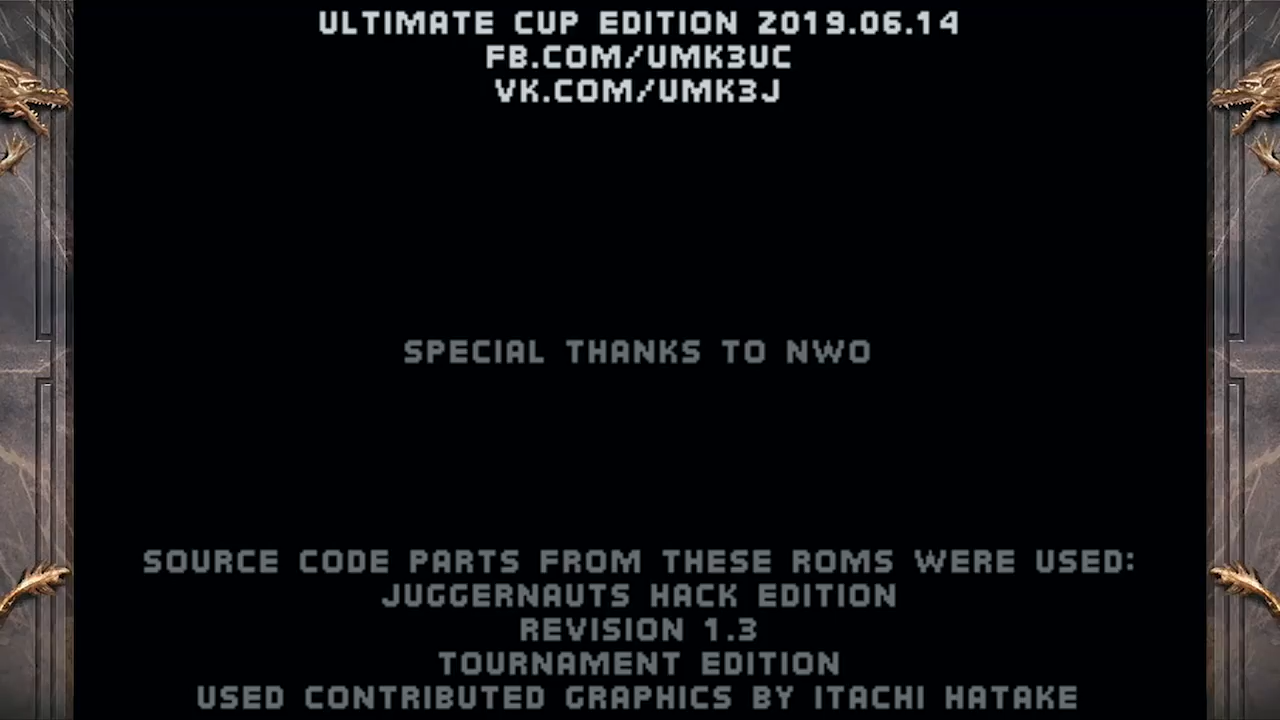 ULTIMATE CUP EDITION 2019.06.14
FB.COM/UMK3UC
VK.COM/UMK3J
SPECIAL THANKS TO NWO
SOURCE CODE PARTS FROM THESE ROMS WERE USED:
JUGGERNAUTS HACK EDITION
REVISION 1.3
TOURNAMENT EDITION
USED CONTRIBUTED GRAPHICS BY ITACHI HATAKE